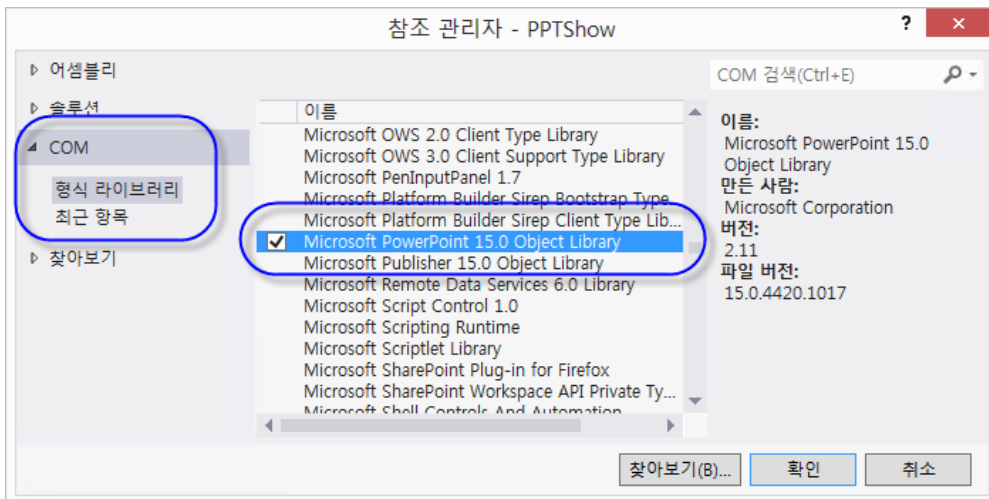 참조 관리자 - PPTShow
? ×
어셈블리
솔루션
COM
형식 라이브러리
최근 항목
찾아보기
이름
Microsoft OWS 2.0 Client Type Library
Microsoft OWS 3.0 Client Support Type Library
Microsoft PenInputPanel 1.7
Microsoft Platform Builder Sirep Bootstrap Type
Microsoft Platform Builder Sirep Client Type Lib...
Microsoft PowerPoint 15.0 Object Library
Microsoft Publisher 15.0 Object Library
Microsoft Remote Data Services 6.0 Library
Microsoft Script Control 1.0
Microsoft Scripting Runtime
Microsoft Scriptlet Library
Microsoft SharePoint Plug-in for Firefox
Microsoft SharePoint Workspace API Private Ty...
Microsoft Shell Controls And Automation
COM 검색(Ctrl+E)
이름:
Microsoft PowerPoint 15.0
Object Library
만든 사람:
Microsoft Corporation
버전:
2.11
파일 버전:
15.0.4420.1017
찾아보기(B)...
확인
취소